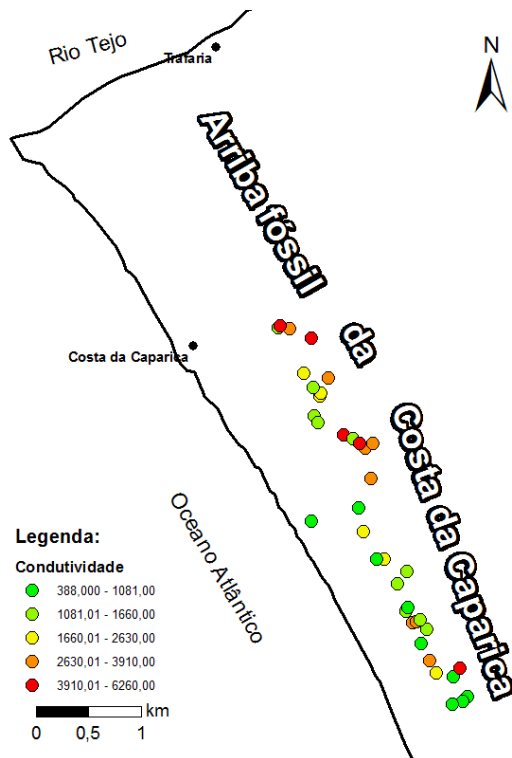 Rio Tejo
Trafaria
N
Arriba fóssil da Costa da Caparica
Costa da Caparica
Oceano Atlântico
Legenda:
Condutividade
388,000 - 1081,00
1081,01 - 1660,00
1660,01 - 2630,00
2630,01 - 3910,00
3910,01 - 6260,00
km
0 0,5 1